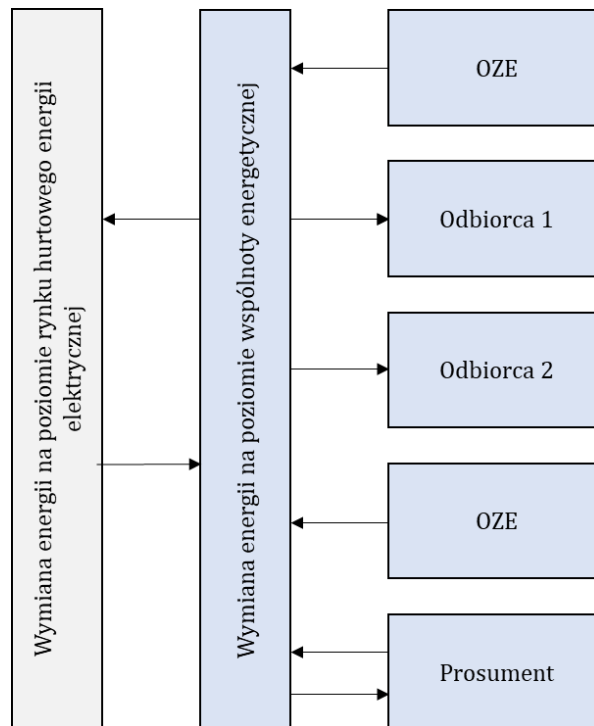 Wymiana energii na poziomie rynku hurtowego energii
elektrycznej
Wymiana energii na poziomie wspólnoty energetycznej
OZE
Odbiorca 1
Odbiorca 2
OZE
Prosument